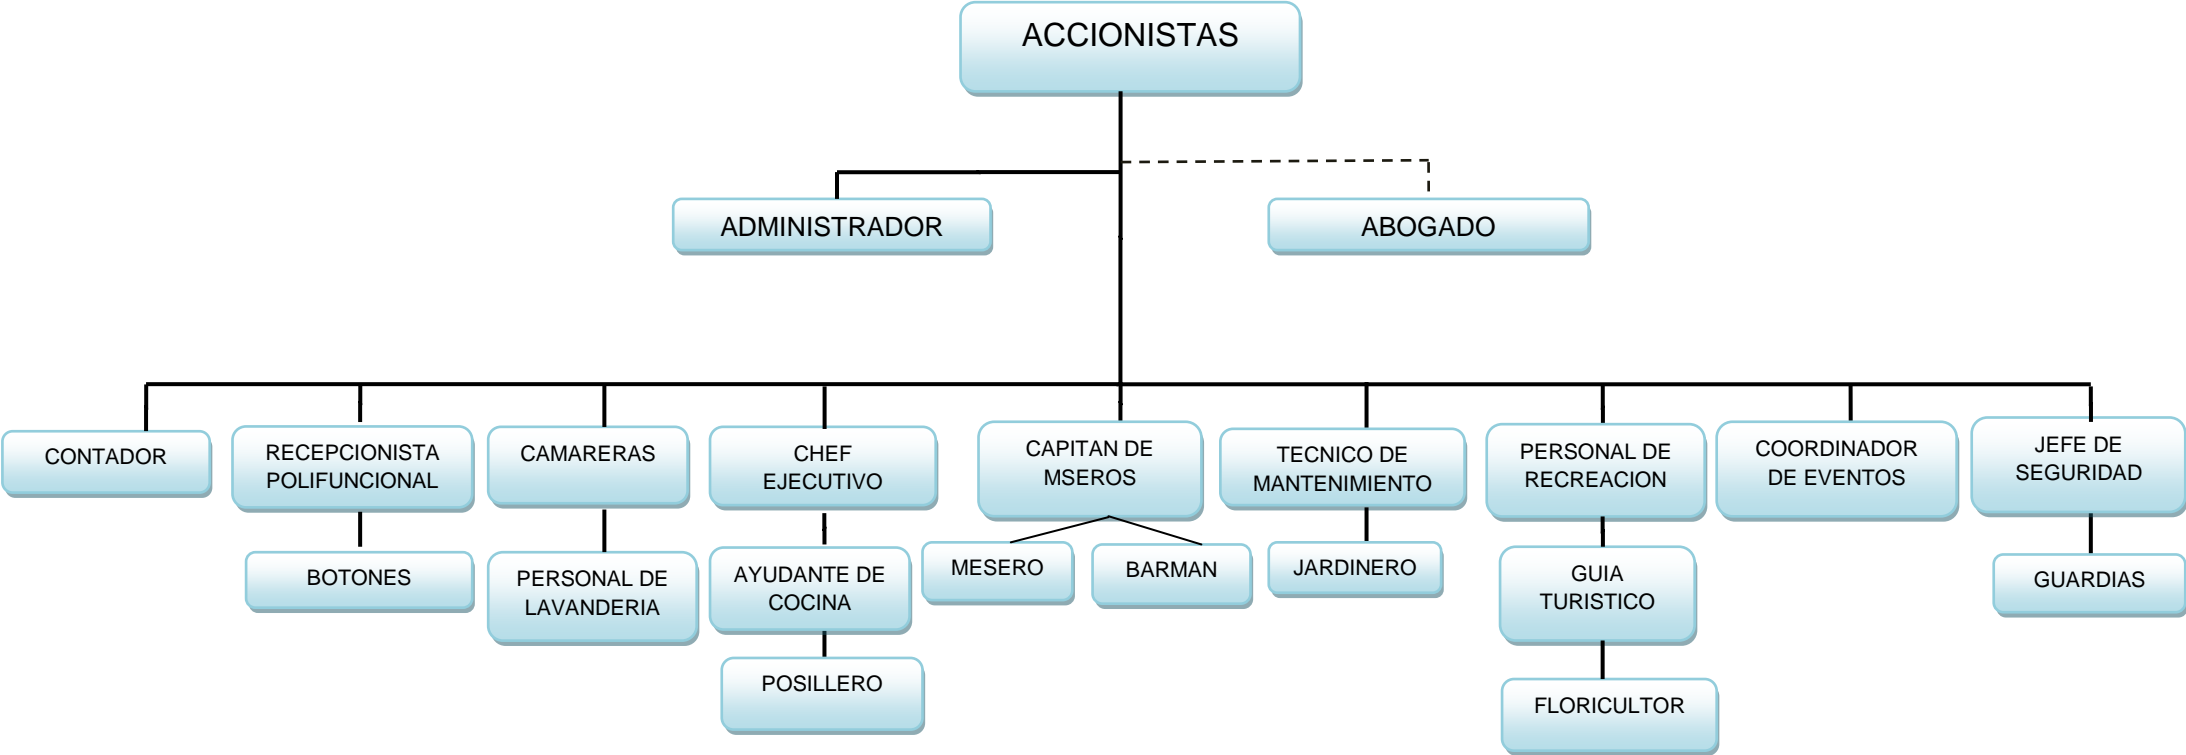 ACCIONISTAS
ADMINISTRADOR
ABOGADO
CONTADOR
RECEPCIONISTA
POLIFUNCIONAL
CAMARERAS
CHEF
EJECUTIVO
CAPITAN DE
MSEROS
TECNICO DE
MANTENIMIENTO
PERSONAL DE
RECREACION
COORDINADOR
DE EVENTOS
JEFE DE
SEGURIDAD
BOTONES
PERSONAL DE
LAVANDERIA
AYUDANTE DE
COCINA
MESERO
BARMAN
JARDINERO
GUIA
TURISTICO
GUARDIAS
POSILLERO
FLORICULTOR